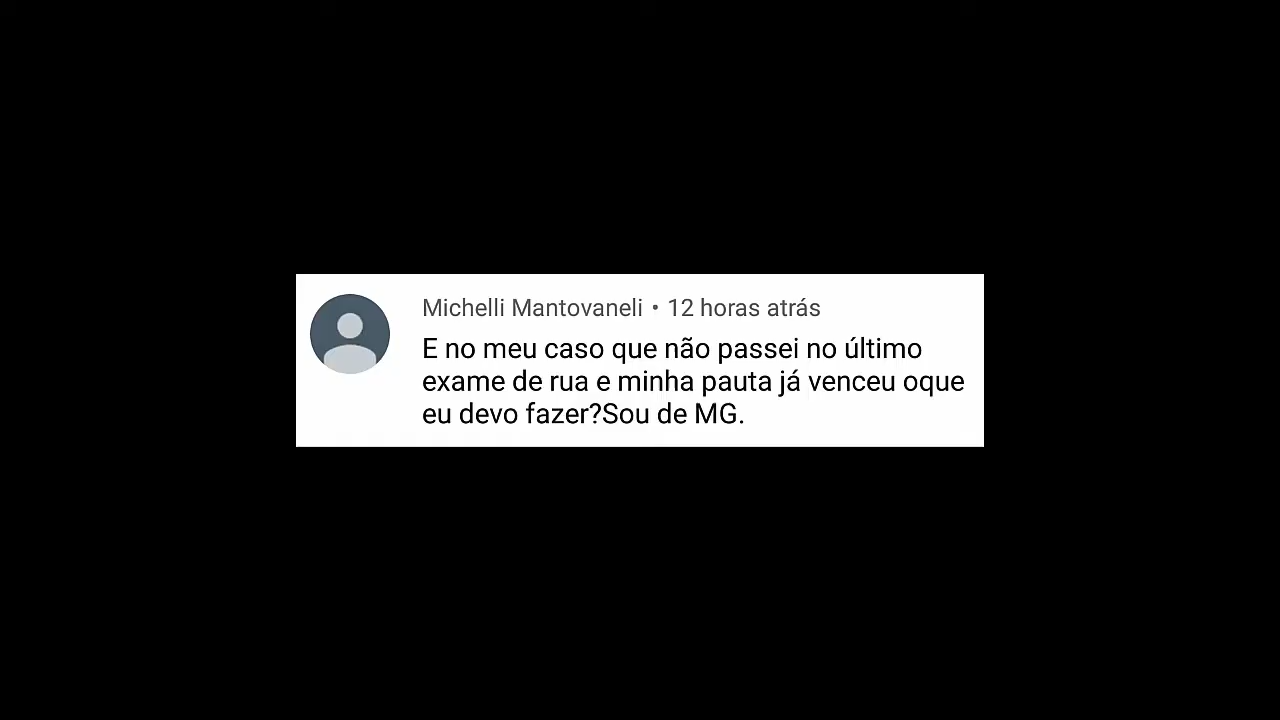 Michelli Mantovaneli • 12 horas atrás
E no meu caso que não passei no último
exame de rua e minha pauta já venceu oque
eu devo fazer?Sou de MG.